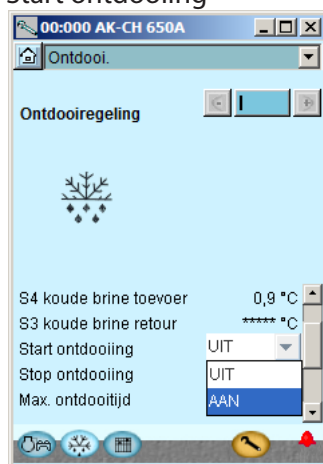 Start ontdooiing
00:000 AK-CH 650A
Ontdooi.
Ontdooiregeling
S4 koude brine toevoer 0,9 °C
S3 koude brine retour ***** °C
Start ontdooiing UIT
Stop ontdooiing UIT
Max. ontdooitijd AAN